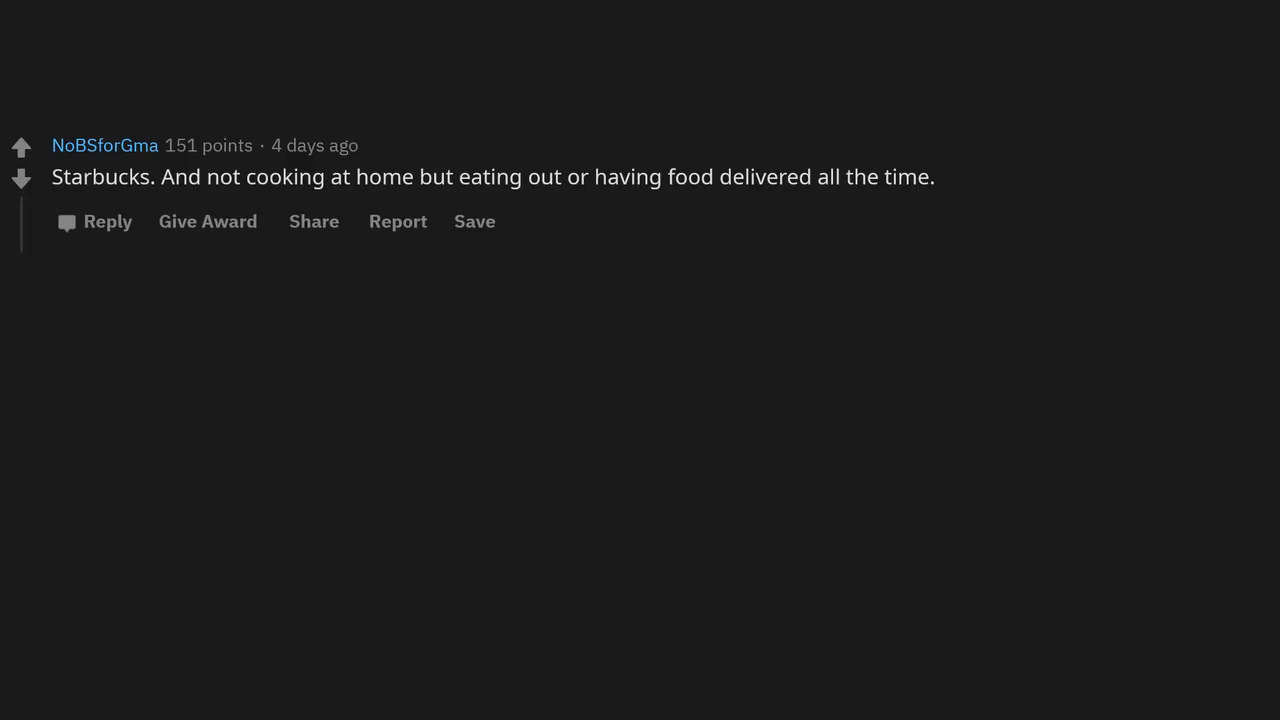 NoBSforGma 151 points · 4 days ago
Starbucks. And not cooking at home but eating out or having food delivered all the time.
Reply Give Award Share Report Save